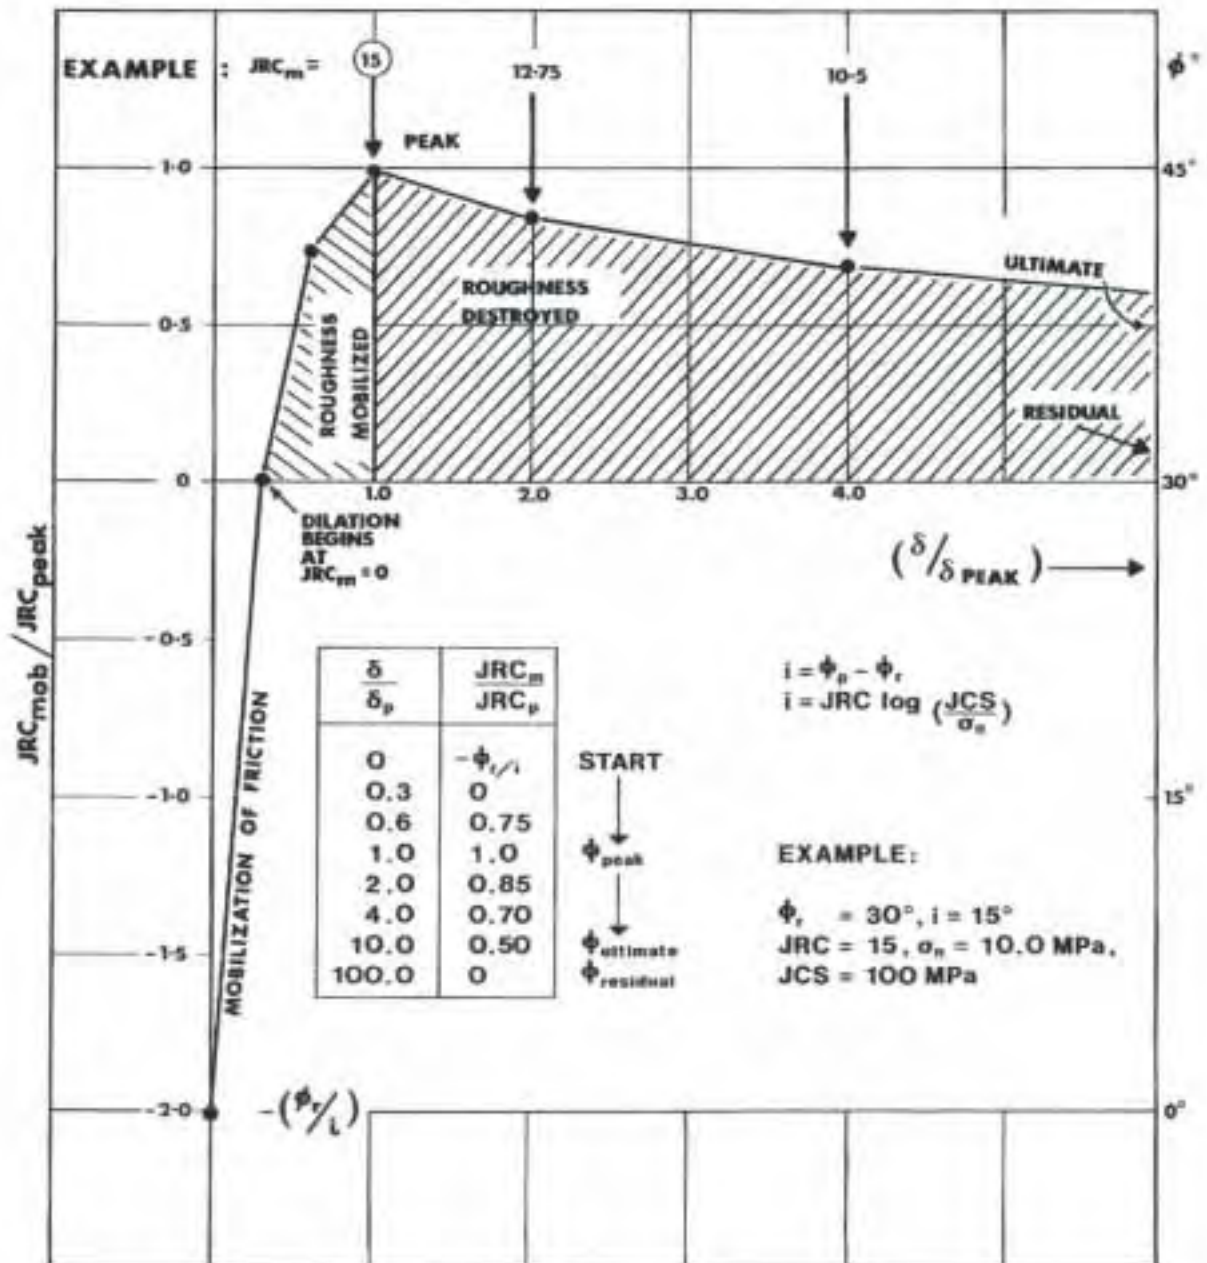 EXAMPLE : JRCm = 15 12·75 10·5 φ°
PEAK
1·0 45°
ULTIMATE
ROUGHNESS
DESTROYED
0·5
ROUGHNESS
MOBILIZED
RESIDUAL
0 1.0 2.0 3.0 4.0 30°
DILATION
BEGINS
AT
JRCm = 0
(δ/δ PEAK)
JRCmob / JRCpeak
-0·5
MOBILIZATION OF FRICTION
δ/δp JRCm/JRCp
0 -φr/i START
0.3 0
0.6 0.75
1.0 1.0 φpeak
2.0 0.85
4.0 0.70
10.0 0.50 φultimate
100.0 0 φresidual
i = φp - φr
i = JRC log (JCS/σn)
-1·0 15°
EXAMPLE:
φr = 30°, i = 15°
JRC = 15, σn = 10.0 MPa,
JCS = 100 MPa
-1·5
-2·0 -(φr/i) 0°